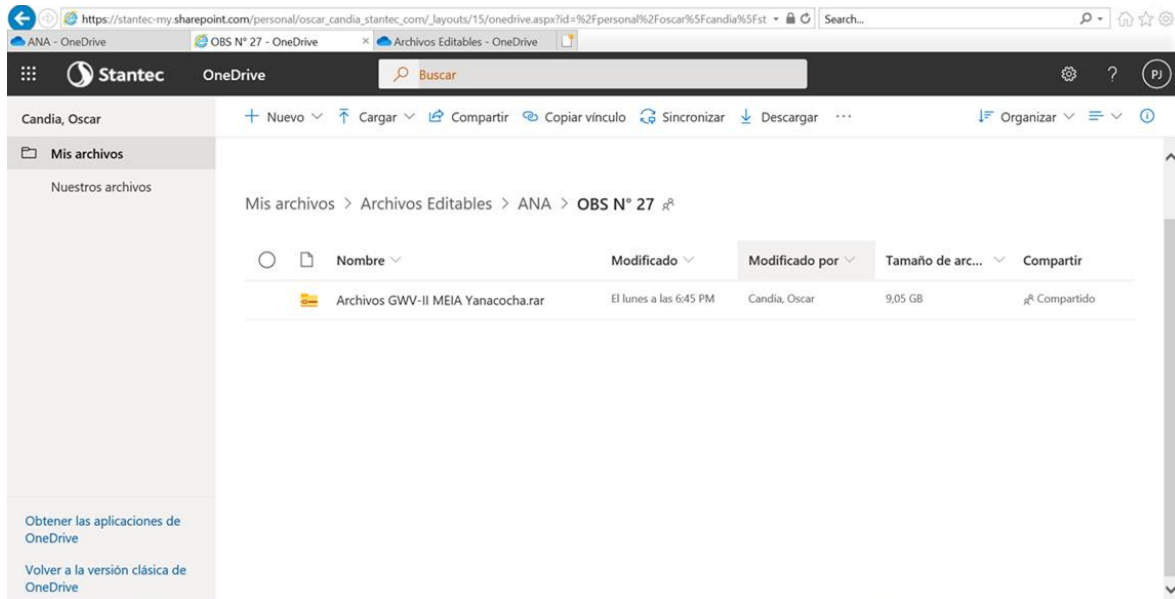 https://stantec-my.sharepoint.com/personal/oscar_candia_stantec_com/_layouts/15/onedrive.aspx?id=%2Fpersonal%2Foscar%5Fcandia%5Fst
Search...
ANA - OneDrive
OBS N° 27 - OneDrive
Archivos Editables - OneDrive
Stantec
OneDrive
Buscar
?
PJ
Candia, Oscar
Nuevo
Cargar
Compartir
Copiar vínculo
Sincronizar
Descargar
...
Organizar
Mis archivos
Nuestros archivos
Mis archivos > Archivos Editables > ANA > OBS N° 27
Nombre
Modificado
Modificado por
Tamaño de arc...
Compartir
Archivos GWV-II MEIA Yanacocha.rar
El lunes a las 6:45 PM
Candia, Oscar
9,05 GB
Compartido
Obtener las aplicaciones de
OneDrive
Volver a la versión clásica de
OneDrive